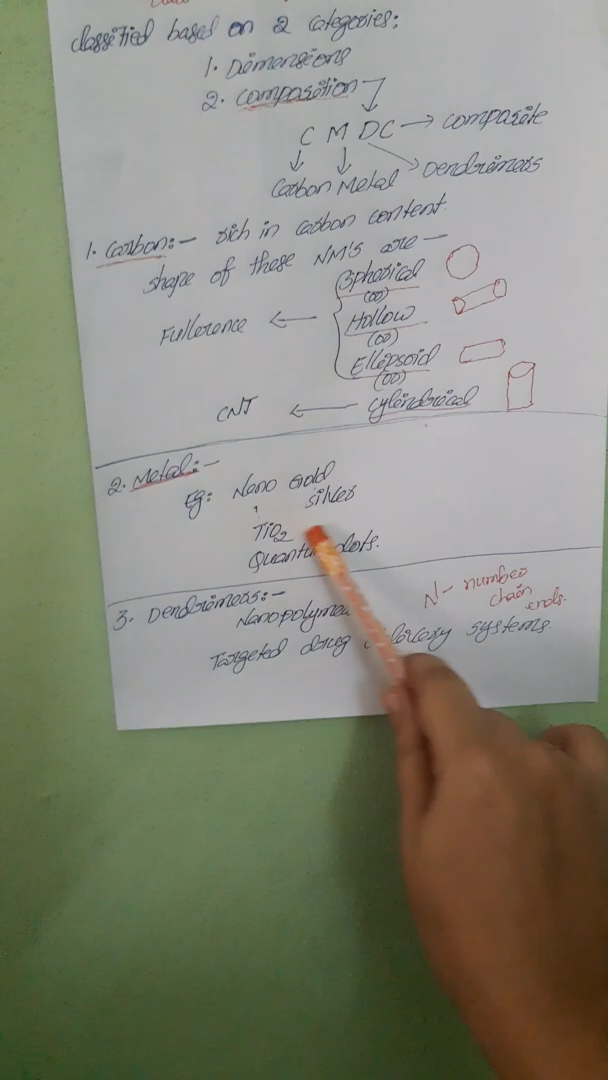 classified based on 2 categories:
1. Dimensions
2. composition
C M D C → composite
Carbon Metal Dendrimers
1. Carbon:- rich in carbon content.
shape of these NM's are -
Spherical
(or)
Fullerence ← Hollow
(or)
Ellipsoid
(or)
CNT ← cylindrical
2. Metal:-
Eg: Nano Gold
silver
TiO2
dots.
3. Dendrimers:-
N- number
chain
ends.
Targeted drug systems.